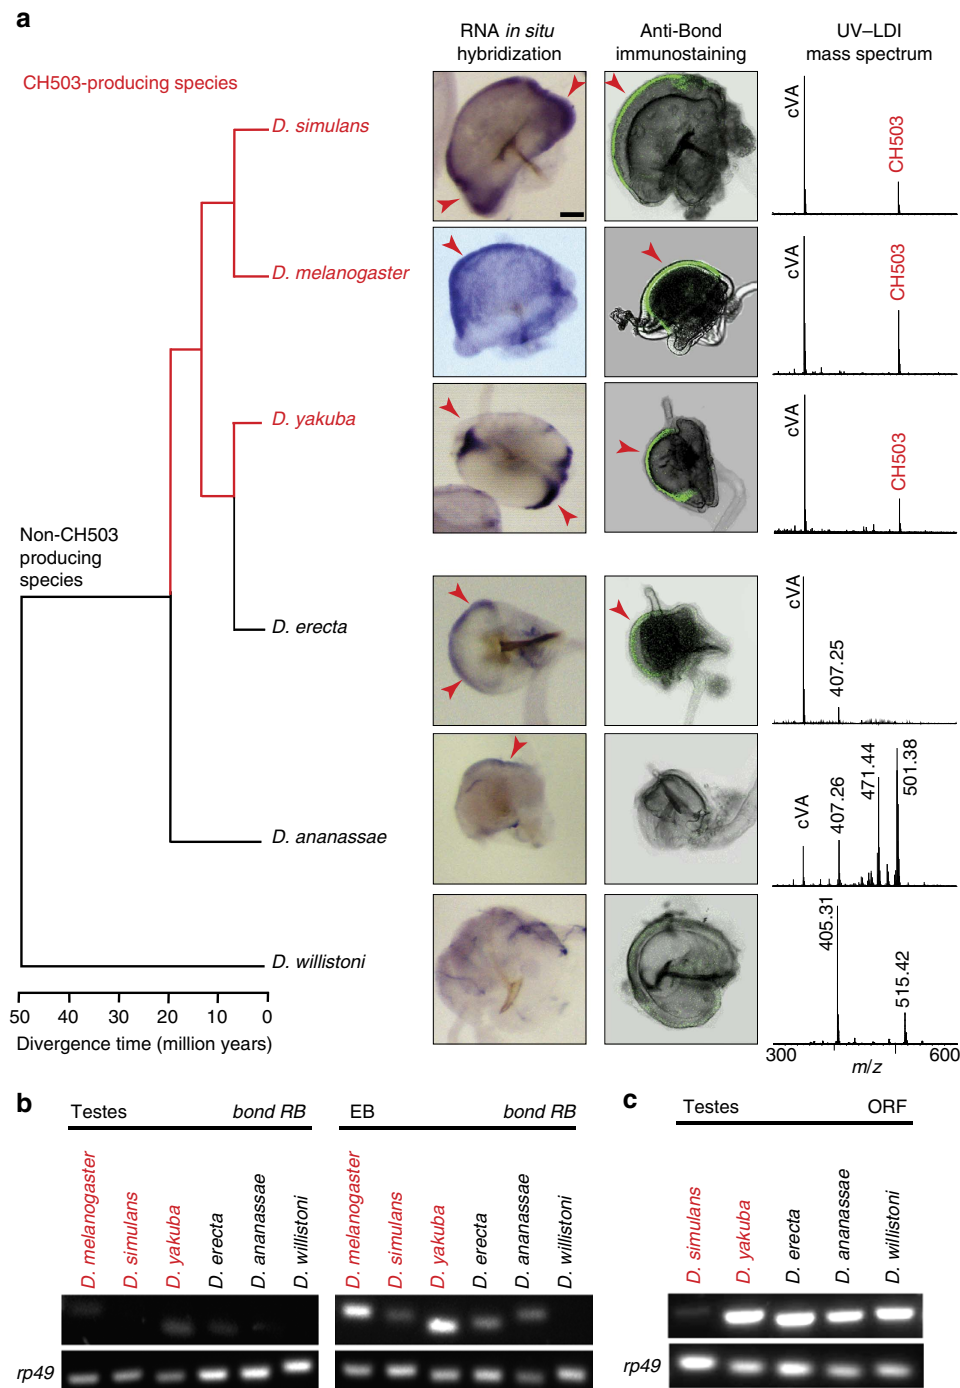 a
RNA in situ hybridization
Anti-Bond immunostaining
UV–LDI mass spectrum
CH503-producing species
D. simulans
cVA
CH503
D. melanogaster
cVA
CH503
D. yakuba
cVA
CH503
Non-CH503 producing species
D. erecta
cVA
407.25
D. ananassae
cVA
407.26
471.44
501.38
D. willistoni
405.31
515.42
50 40 30 20 10 0
Divergence time (million years)
300 600
m/z
b
Testes bond RB
D. melanogaster
D. simulans
D. yakuba
D. erecta
D. ananassae
D. willistoni
EB bond RB
D. melanogaster
D. simulans
D. yakuba
D. erecta
D. ananassae
D. willistoni
rp49
c
Testes ORF
D. simulans
D. yakuba
D. erecta
D. ananassae
D. willistoni
rp49